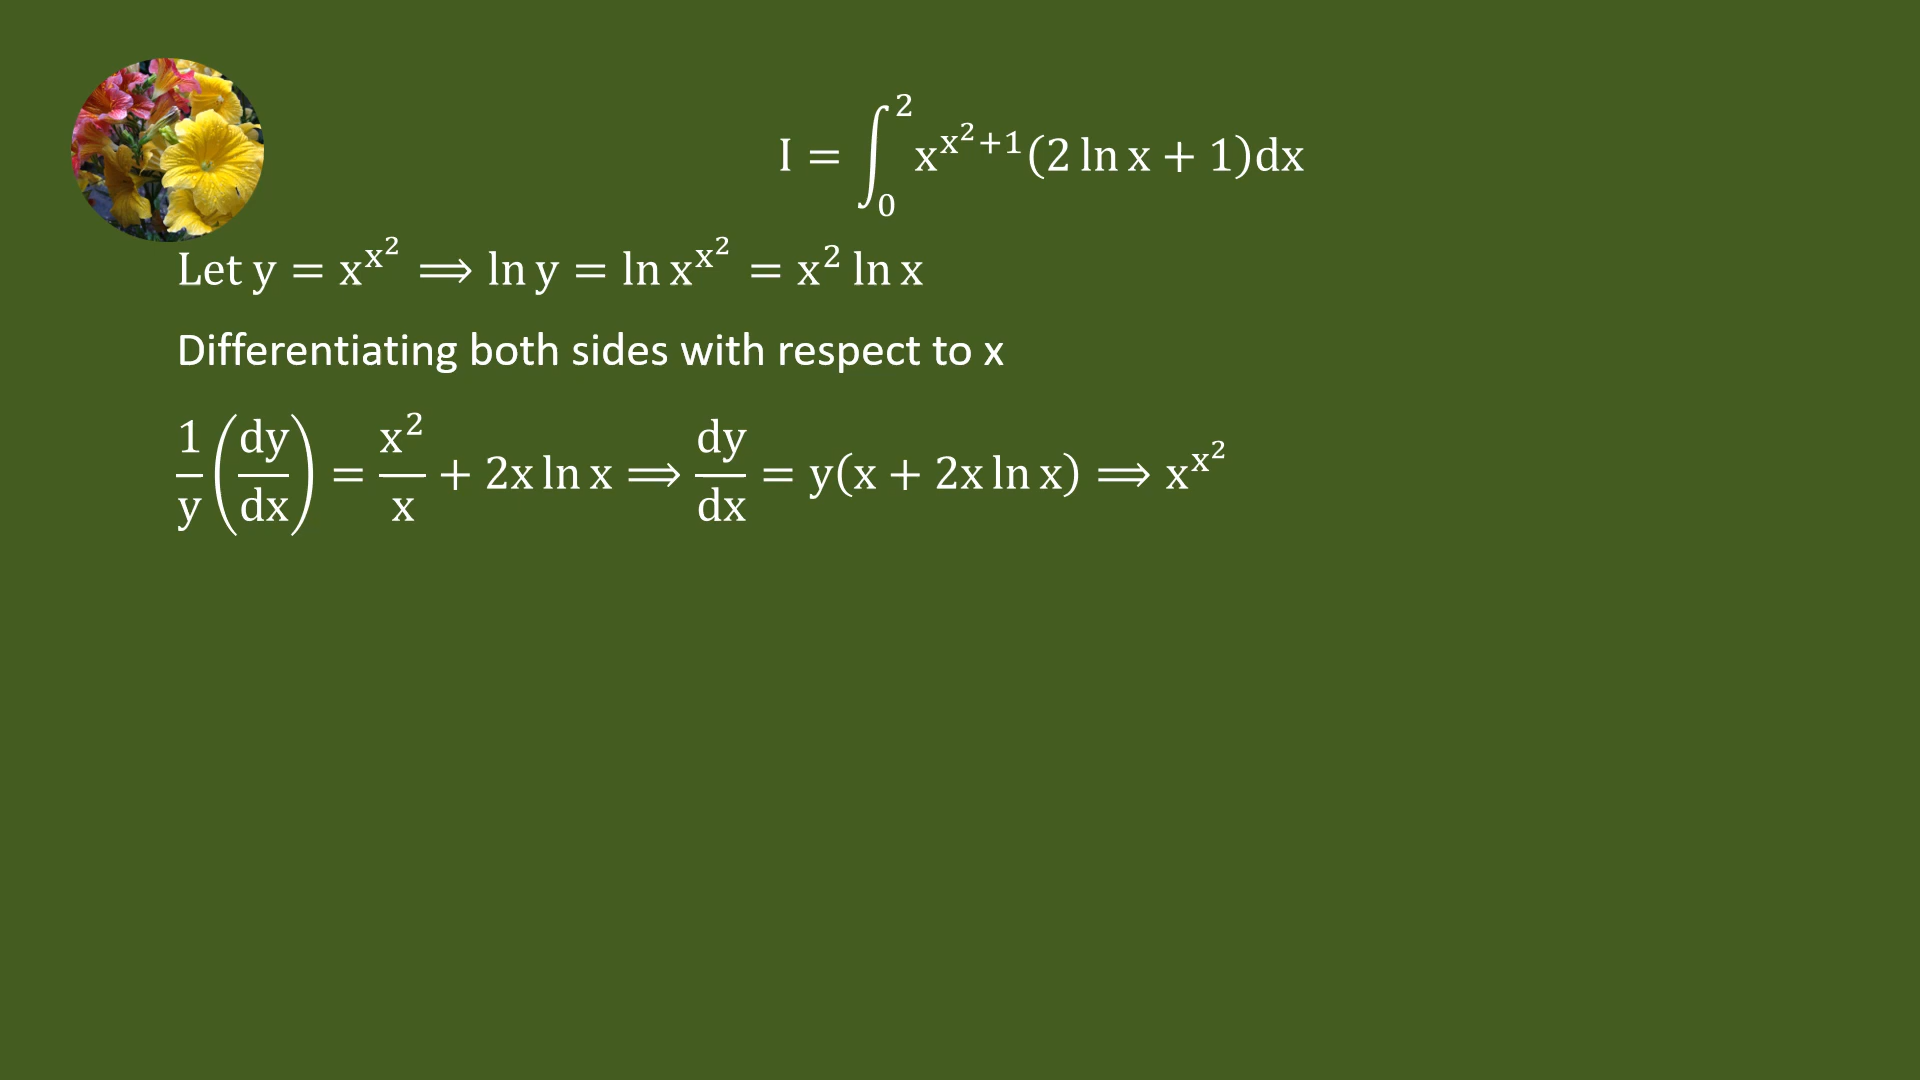 I = ∫₀² x^{x²+1}(2 ln x + 1)dx
Let y = x^{x²} ⟹ ln y = ln x^{x²} = x² ln x
Differentiating both sides with respect to x
1/y (dy/dx) = x²/x + 2x ln x ⟹ dy/dx = y(x + 2x ln x) ⟹ x^{x²}